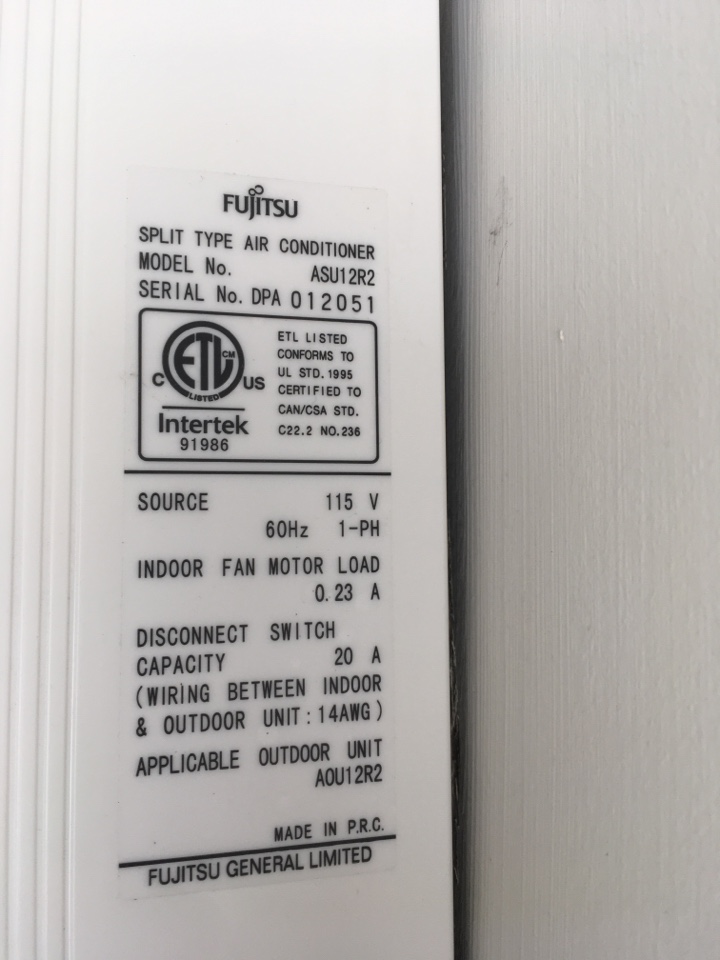 FUJITSU
SPLIT TYPE AIR CONDITIONER
MODEL No. ASU12R2
SERIAL No. DPA 012051
C ETL CM US
LISTED
Intertek
91986
ETL LISTED
CONFORMS TO
UL STD. 1995
CERTIFIED TO
CAN/CSA STD.
C22.2 NO.236
SOURCE 115 V
60Hz 1-PH
INDOOR FAN MOTOR LOAD
0.23 A
DISCONNECT SWITCH
CAPACITY 20 A
(WIRING BETWEEN INDOOR
& OUTDOOR UNIT:14AWG)
APPLICABLE OUTDOOR UNIT
AOU12R2
MADE IN P.R.C.
FUJITSU GENERAL LIMITED